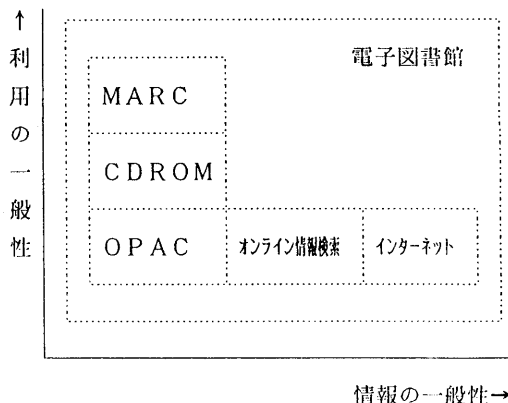 ↑利用の一般性
電子図書館
MARC
CDROM
OPAC オンライン情報検索 インターネット
情報の一般性→